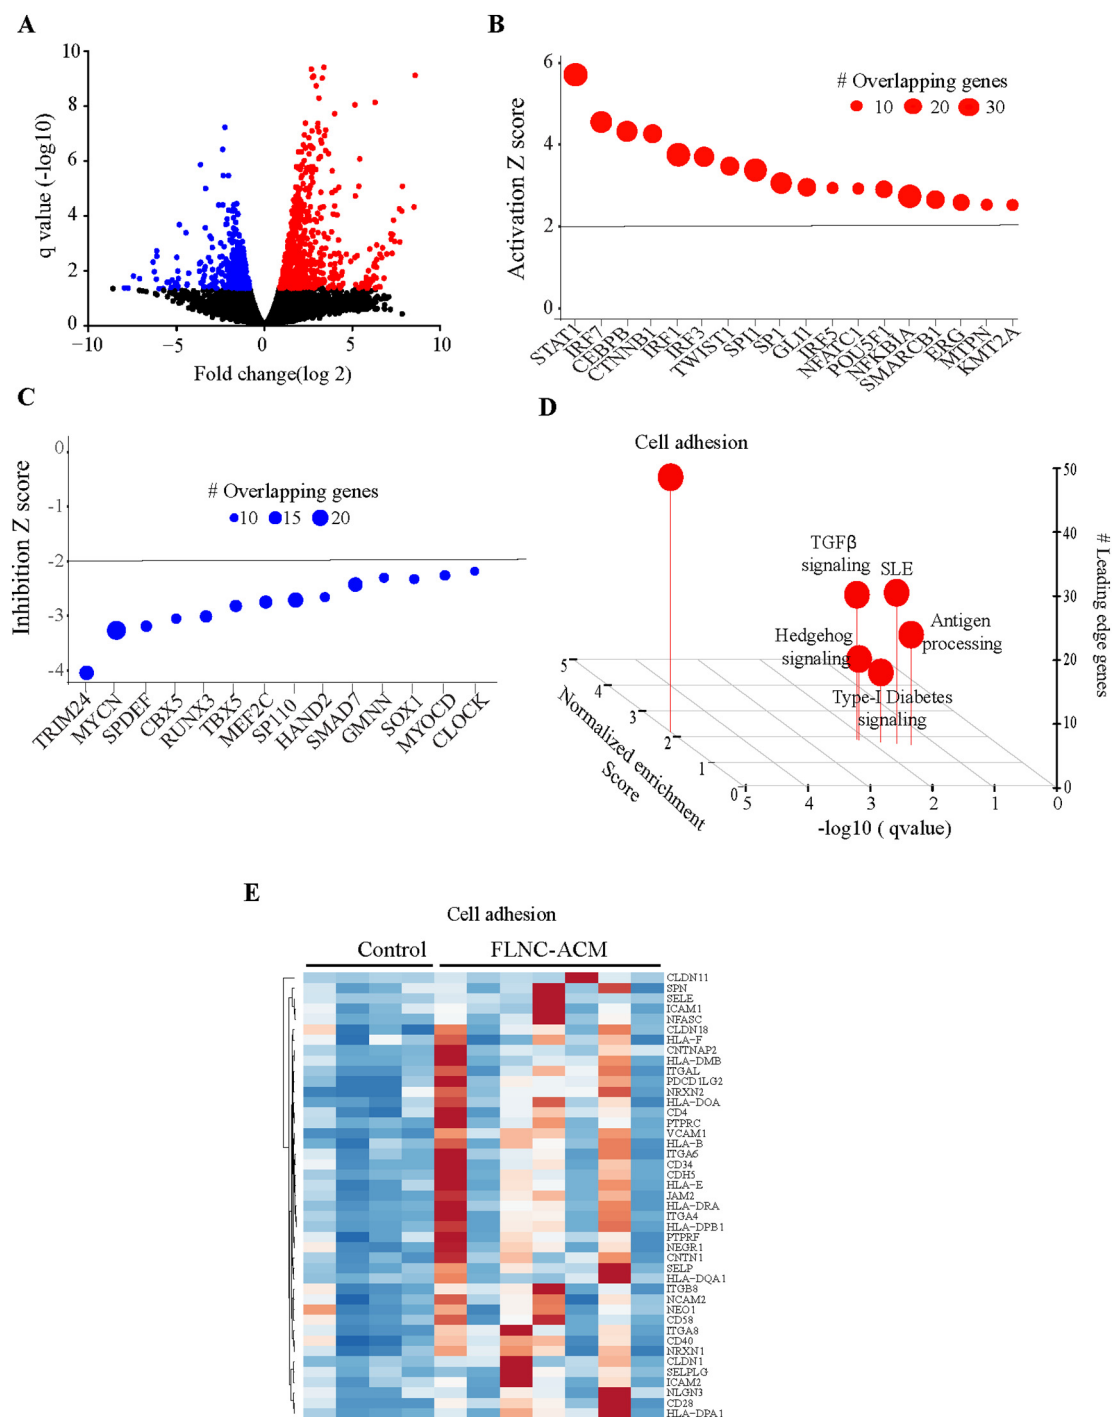 A
10
8
6
4
2
0
q value (-log10)
−10
−5
0
5
10
Fold change(log 2)
B
6
4
2
0
Activation Z score
# Overlapping genes
10
20
30
STAT1
IRF7
CEBPB
CTNNB1
IRF1
IRF3
TWIST1
SPI1
SP1
GLI1
IRF5
NFATC1
POU5F1
NFKBIA
SMARCB1
ERG
MTPN
KMT2A
C
0
-1
-2
-3
-4
Inhibition Z score
# Overlapping genes
10
15
20
TRIM24
MYCN
SPDEF
CBX5
RUNX3
TBX5
MEF2C
SP110
HAND2
SMAD7
GMNN
SOX1
MYOCD
CLOCK
D
Cell adhesion
TGFβ
signaling
SLE
Antigen
processing
Hedgehog
signaling
Type-I Diabetes
signaling
50
40
30
20
10
0
# Leading edge genes
5
4
3
2
1
0
Normalized enrichment
Score
5
4
3
2
1
0
-log10 ( qvalue)
E
Cell adhesion
Control
FLNC-ACM
CLDN11
SPN
SELE
ICAM1
NFASC
CLDN18
HLA-F
CNTNAP2
HLA-DMB
ITGAL
PDCD1LG2
NRXN2
HLA-DOA
CD4
PTPRC
VCAM1
HLA-B
ITGA6
CD34
CDH5
HLA-E
JAM2
HLA-DRA
ITGA4
HLA-DPB1
PTPRF
NEGR1
CNTN1
SELP
HLA-DQA1
ITGB8
NCAM2
NEO1
CD58
ITGA8
CD40
NRXN1
CLDN1
SELPLG
ICAM2
NLGN3
CD28
HLA-DPA1